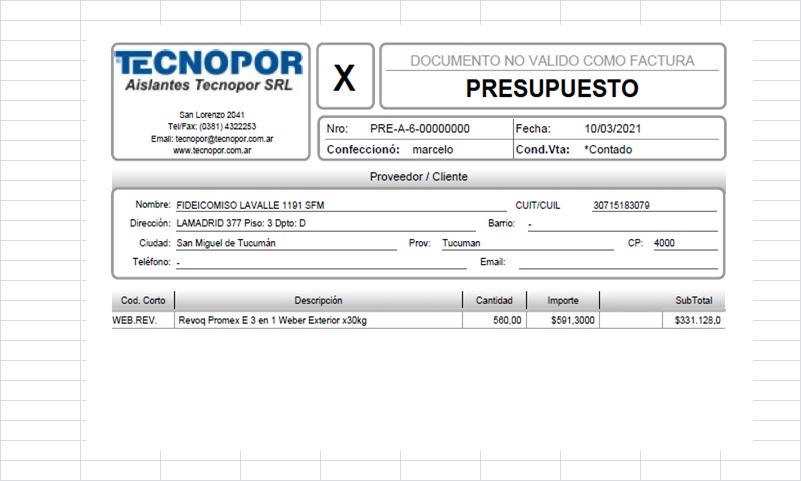 TECNOPOR
Aislantes Tecnopor SRL
San Lorenzo 2041
Tel/Fax: (0381) 4322253
Email: tecnopor@tecnopor.com.ar
www.tecnopor.com.ar
X
DOCUMENTO NO VALIDO COMO FACTURA
PRESUPUESTO
Nro: PRE-A-6-00000000 Fecha: 10/03/2021
Confeccionó: marcelo Cond.Vta: *Contado
Proveedor / Cliente
Nombre: FIDEICOMISO LAVALLE 1191 SFM CUIT/CUIL 30715183079
Dirección: LAMADRID 377 Piso: 3 Dpto: D Barrio: -
Ciudad: San Miguel de Tucumán Prov: Tucuman CP: 4000
Teléfono: - Email:
Cod. Corto Descripción Cantidad Importe SubTotal
WEB.REV. Revoq Promex E 3 en 1 Weber Exterior x30kg 560,00 $591,3000 $331.128,0